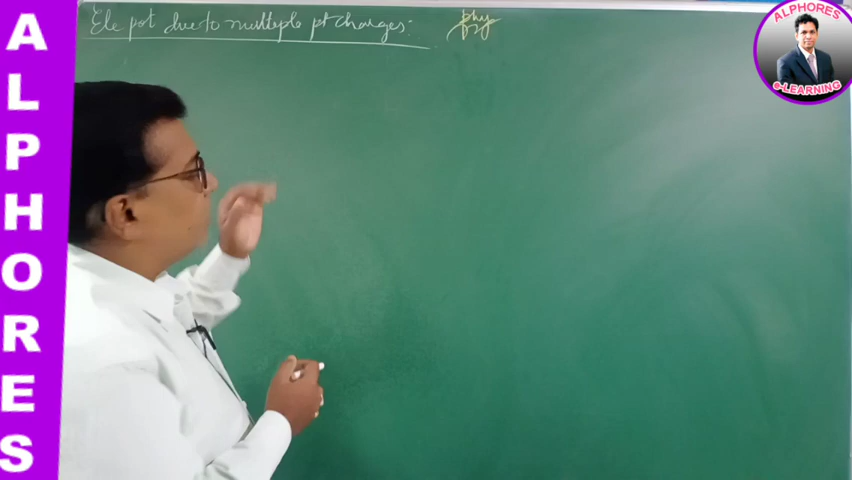 Ele pot due to multiple pt charges:- phy
ALPHORES
ALPHORES
e-LEARNING